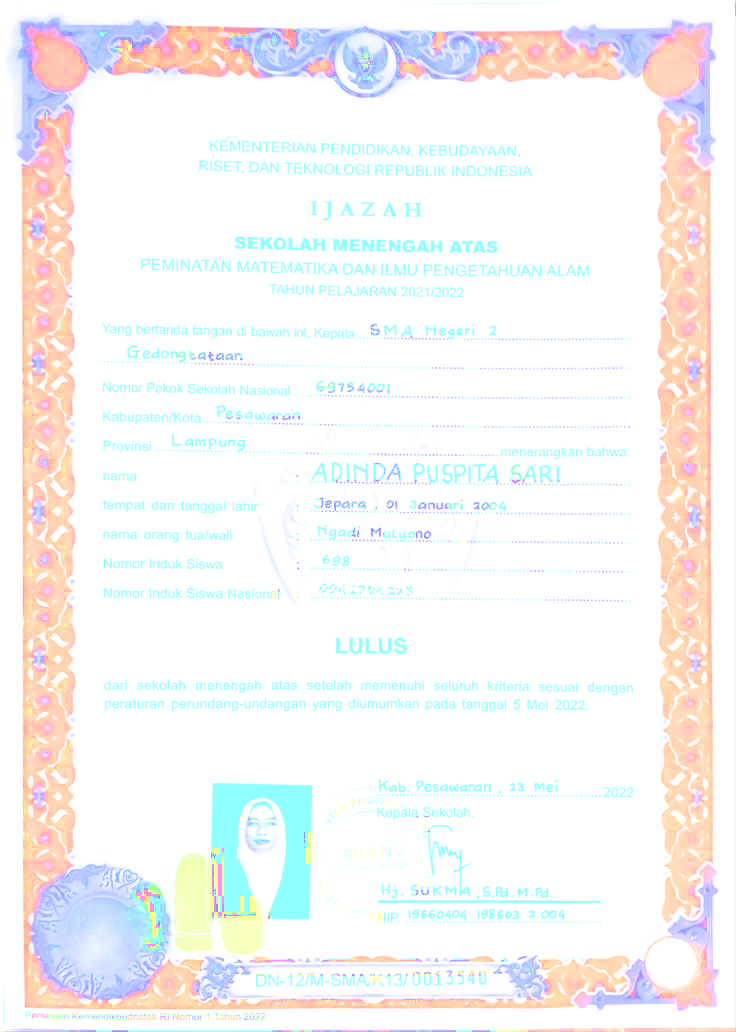 KEMENTERIAN PENDIDIKAN, KEBUDAYAAN,
RISET, DAN TEKNOLOGI REPUBLIK INDONESIA
IJAZAH
SEKOLAH MENENGAH ATAS
PEMINATAN MATEMATIKA DAN ILMU PENGETAHUAN ALAM
TAHUN PELAJARAN 2021/2022
Yang bertanda tangan di bawah ini, Kepala SMA Negeri 2
Gedongtataan
Nomor Pokok Sekolah Nasional : 69754001
Kabupaten/Kota Pesawaran
Provinsi Lampung menerangkan bahwa:
nama : ADINDA PUSPITA SARI
tempat dan tanggal lahir : Jepara, 01 Januari 2004
nama orang tua/wali : Ngadi Mulyono
Nomor Induk Siswa : 698
Nomor Induk Siswa Nasional :
LULUS
dari sekolah menengah atas setelah memenuhi seluruh kriteria sesuai dengan
peraturan perundang-undangan yang diumumkan pada tanggal 5 Mei 2022.
Kab. Pesawaran, 23 Mei 2022
Kepala Sekolah,
Hj. SUKMA, S.Pd. M.Pd.
NIP. 19660404 198603 2 004
DN-12/M-SMA/K13/0013540
Persesjen Kemendikbudristek RI Nomor 1 Tahun 2022